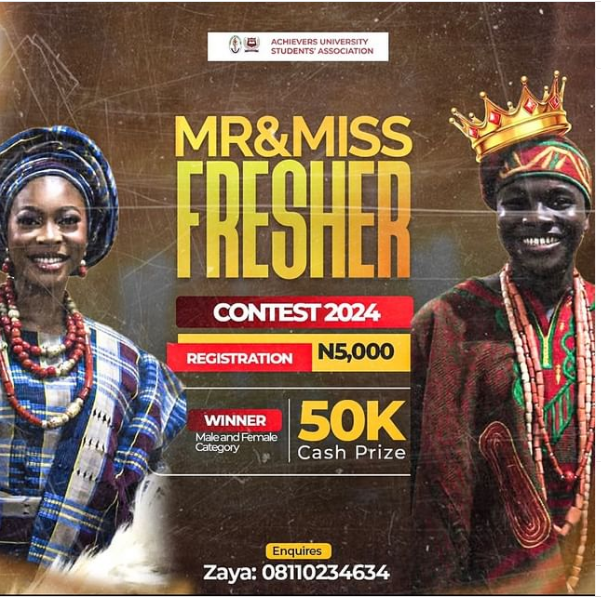 ACHIEVERS UNIVERSITY
STUDENTS' ASSOCIATION
MR&MISS
FRESHER
CONTEST 2024
REGISTRATION N5,000
WINNER
Male and Female
Category
50K
Cash Prize
Enquires
Zaya: 08110234634